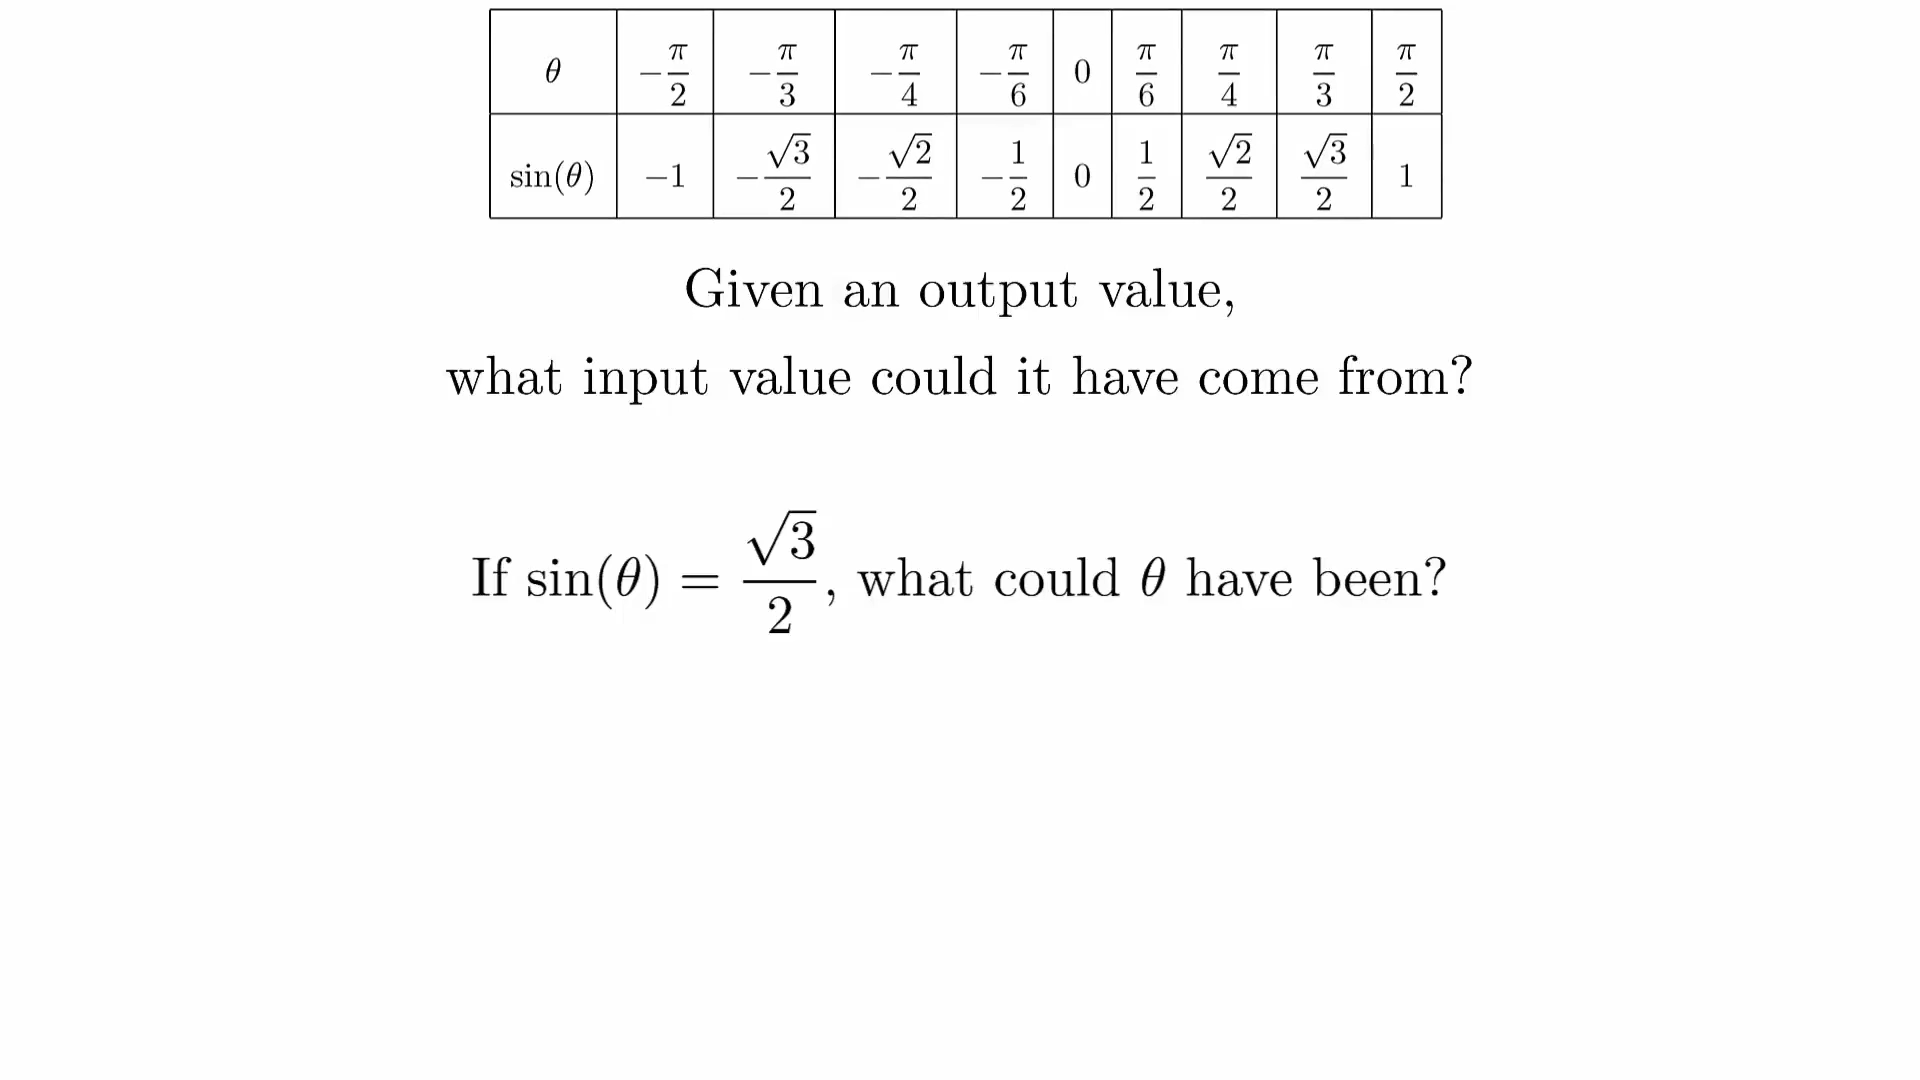 θ −π/2 −π/3 −π/4 −π/6 0 π/6 π/4 π/3 π/2
sin(θ) −1 −√3/2 −√2/2 −1/2 0 1/2 √2/2 √3/2 1
Given an output value,
what input value could it have come from?
If sin(θ) = √3/2, what could θ have been?